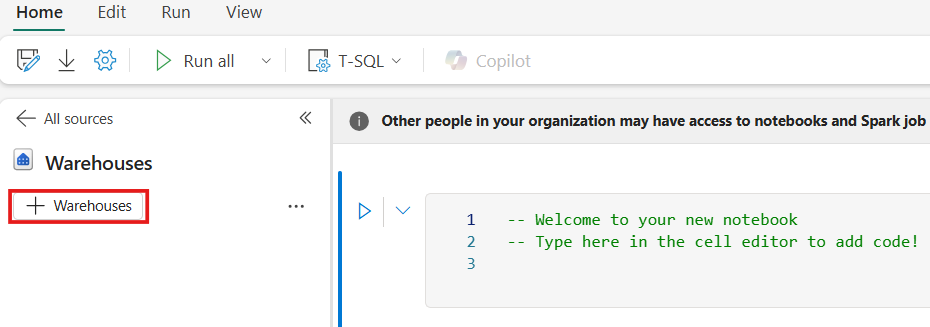 Home Edit Run View
Run all T-SQL Copilot
All sources
Other people in your organization may have access to notebooks and Spark job
Warehouses
Warehouses
1 -- Welcome to your new notebook
2 -- Type here in the cell editor to add code!
3